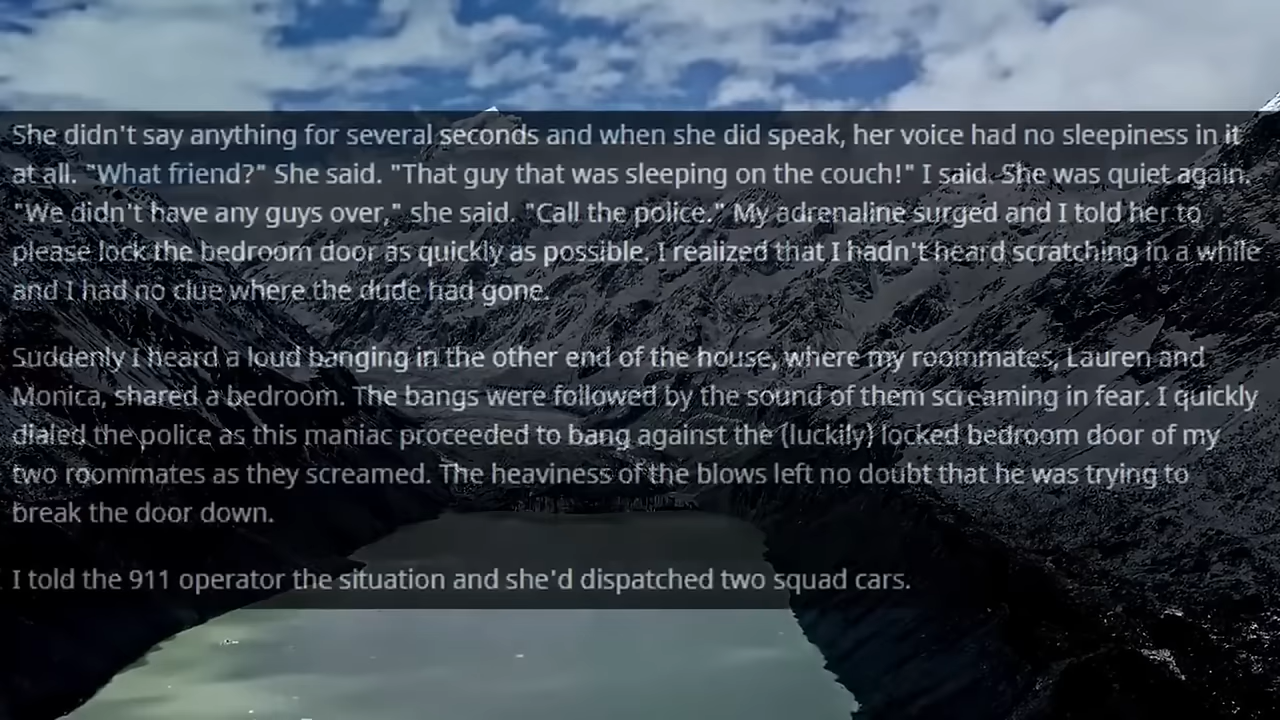 She didn't say anything for several seconds and when she did speak, her voice had no sleepiness in it
at all. "What friend?" She said. "That guy that was sleeping on the couch!" I said. She was quiet again.
"We didn't have any guys over," she said. "Call the police." My adrenaline surged and I told her to
please lock the bedroom door as quickly as possible. I realized that I hadn't heard scratching in a while
and I had no clue where the dude had gone.
Suddenly I heard a loud banging in the other end of the house, where my roommates, Lauren and
Monica, shared a bedroom. The bangs were followed by the sound of them screaming in fear. I quickly
dialed the police as this maniac proceeded to bang against the (luckily) locked bedroom door of my
two roommates as they screamed. The heaviness of the blows left no doubt that he was trying to
break the door down.
I told the 911 operator the situation and she'd dispatched two squad cars.